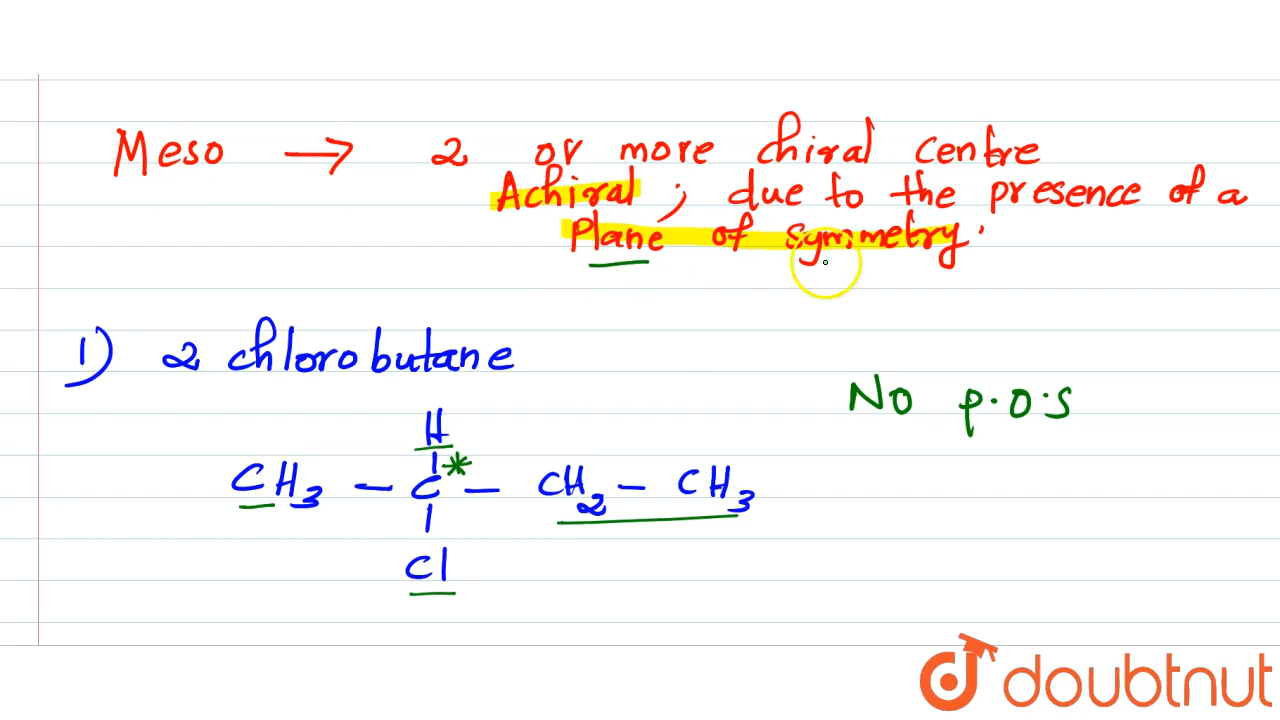 Meso → 2 or more chiral centre
Achiral ; due to the presence of a
Plane of symmetry.
1) 2 chlorobutane
No p.o.s
H
CH3 – C* – CH2 – CH3
Cl
doubtnut